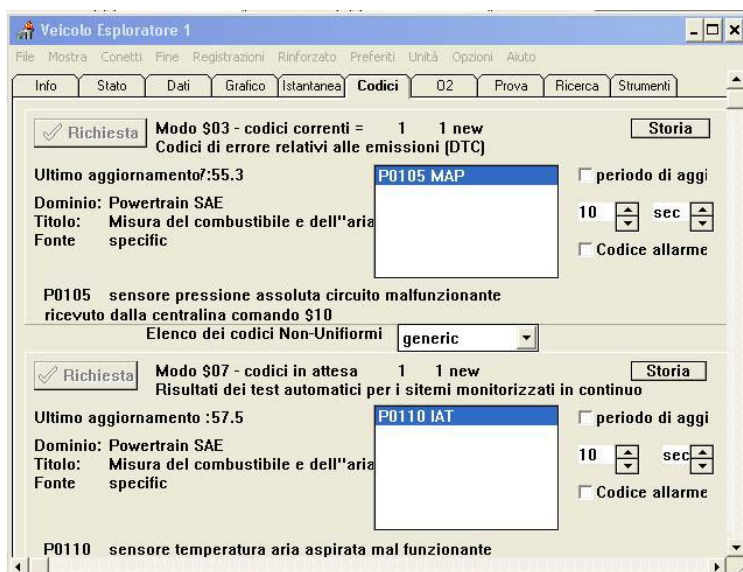 Veicolo Esploratore 1
File Mostra Conetti Fine Registrazioni Rinforzato Preferiti Unità Opzioni Aiuto
Info Stato Dati Grafico Istantanea Codici O2 Prova Ricerca Strumenti
Richiesta Modo $03 - codici correnti = 1 1 new Storia
Codici di errore relativi alle emissioni (DTC)
Ultimo aggiornamento7:55.3 P0105 MAP periodo di aggi
Dominio: Powertrain SAE
Titolo: Misura del combustibile e dell''aria 10 sec
Fonte specific
Codice allarme
P0105 sensore pressione assoluta circuito malfunzionante
ricevuto dalla centralina comando $10
Elenco dei codici Non-Unifiormi generic
Richiesta Modo $07 - codici in attesa 1 1 new Storia
Risultati dei test automatici per i sitemi monitorizzati in continuo
Ultimo aggiornamento :57.5 P0110 IAT periodo di aggi
Dominio: Powertrain SAE
Titolo: Misura del combustibile e dell''aria 10 sec
Fonte specific
Codice allarme
P0110 sensore temperatura aria aspirata mal funzionante